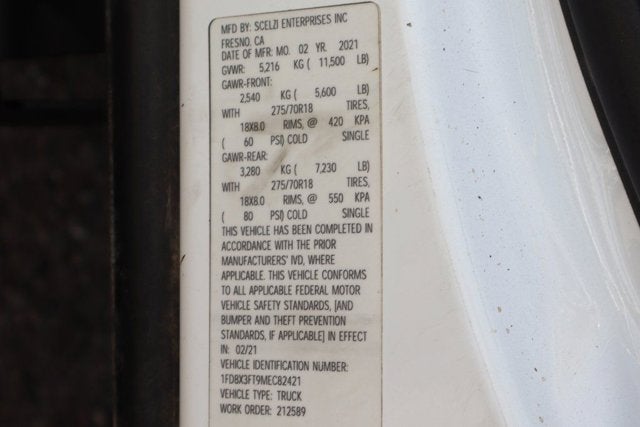 MFD BY: SCELZI ENTERPRISES INC
FRESNO, CA
DATE OF MFR: MO. 02 YR. 2021
GVWR: 5,216 KG ( 11,500 LB)
GAWR-FRONT:
2,540 KG ( 5,600 LB)
WITH 275/70R18 TIRES,
18X8.0 RIMS, @ 420 KPA
( 60 PSI) COLD SINGLE
GAWR-REAR:
3,280 KG ( 7,230 LB)
WITH 275/70R18 TIRES,
18X8.0 RIMS, @ 550 KPA
( 80 PSI) COLD SINGLE
THIS VEHICLE HAS BEEN COMPLETED IN
ACCORDANCE WITH THE PRIOR
MANUFACTURERS' IVD, WHERE
APPLICABLE. THIS VEHICLE CONFORMS
TO ALL APPLICABLE FEDERAL MOTOR
VEHICLE SAFETY STANDARDS, [AND
BUMPER AND THEFT PREVENTION
STANDARDS, IF APPLICABLE] IN EFFECT
IN: 02/21
VEHICLE IDENTIFICATION NUMBER:
1FD8X3FT9MEC82421
VEHICLE TYPE: TRUCK
WORK ORDER: 212589